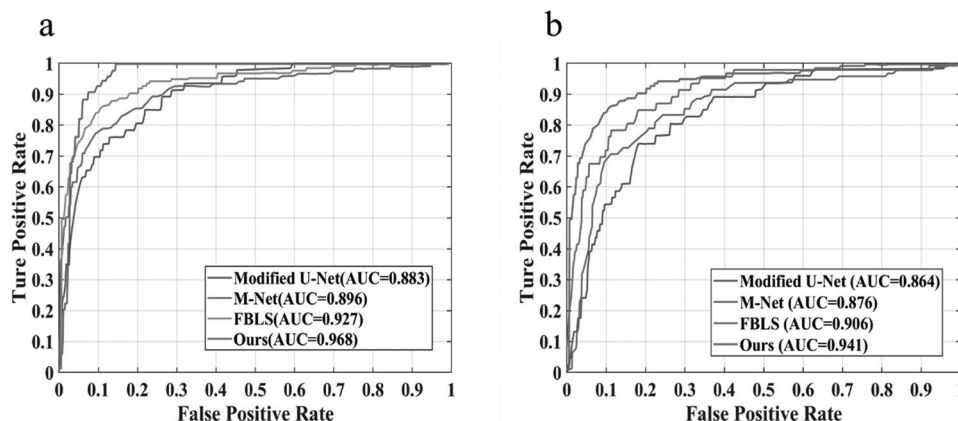 a
1
0.9
0.8
0.7
0.6
0.5
0.4
0.3
0.2
0.1
0
Ture Positive Rate
Modified U-Net(AUC=0.883)
M-Net(AUC=0.896)
FBLS(AUC=0.927)
Ours(AUC=0.968)
0 0.1 0.2 0.3 0.4 0.5 0.6 0.7 0.8 0.9 1
False Positive Rate
b
1
0.9
0.8
0.7
0.6
0.5
0.4
0.3
0.2
0.1
0
Ture Positive Rate
Modified U-Net (AUC=0.864)
M-Net (AUC=0.876)
FBLS (AUC=0.906)
Ours (AUC=0.941)
0 0.1 0.2 0.3 0.4 0.5 0.6 0.7 0.8 0.9
False Positive Rate